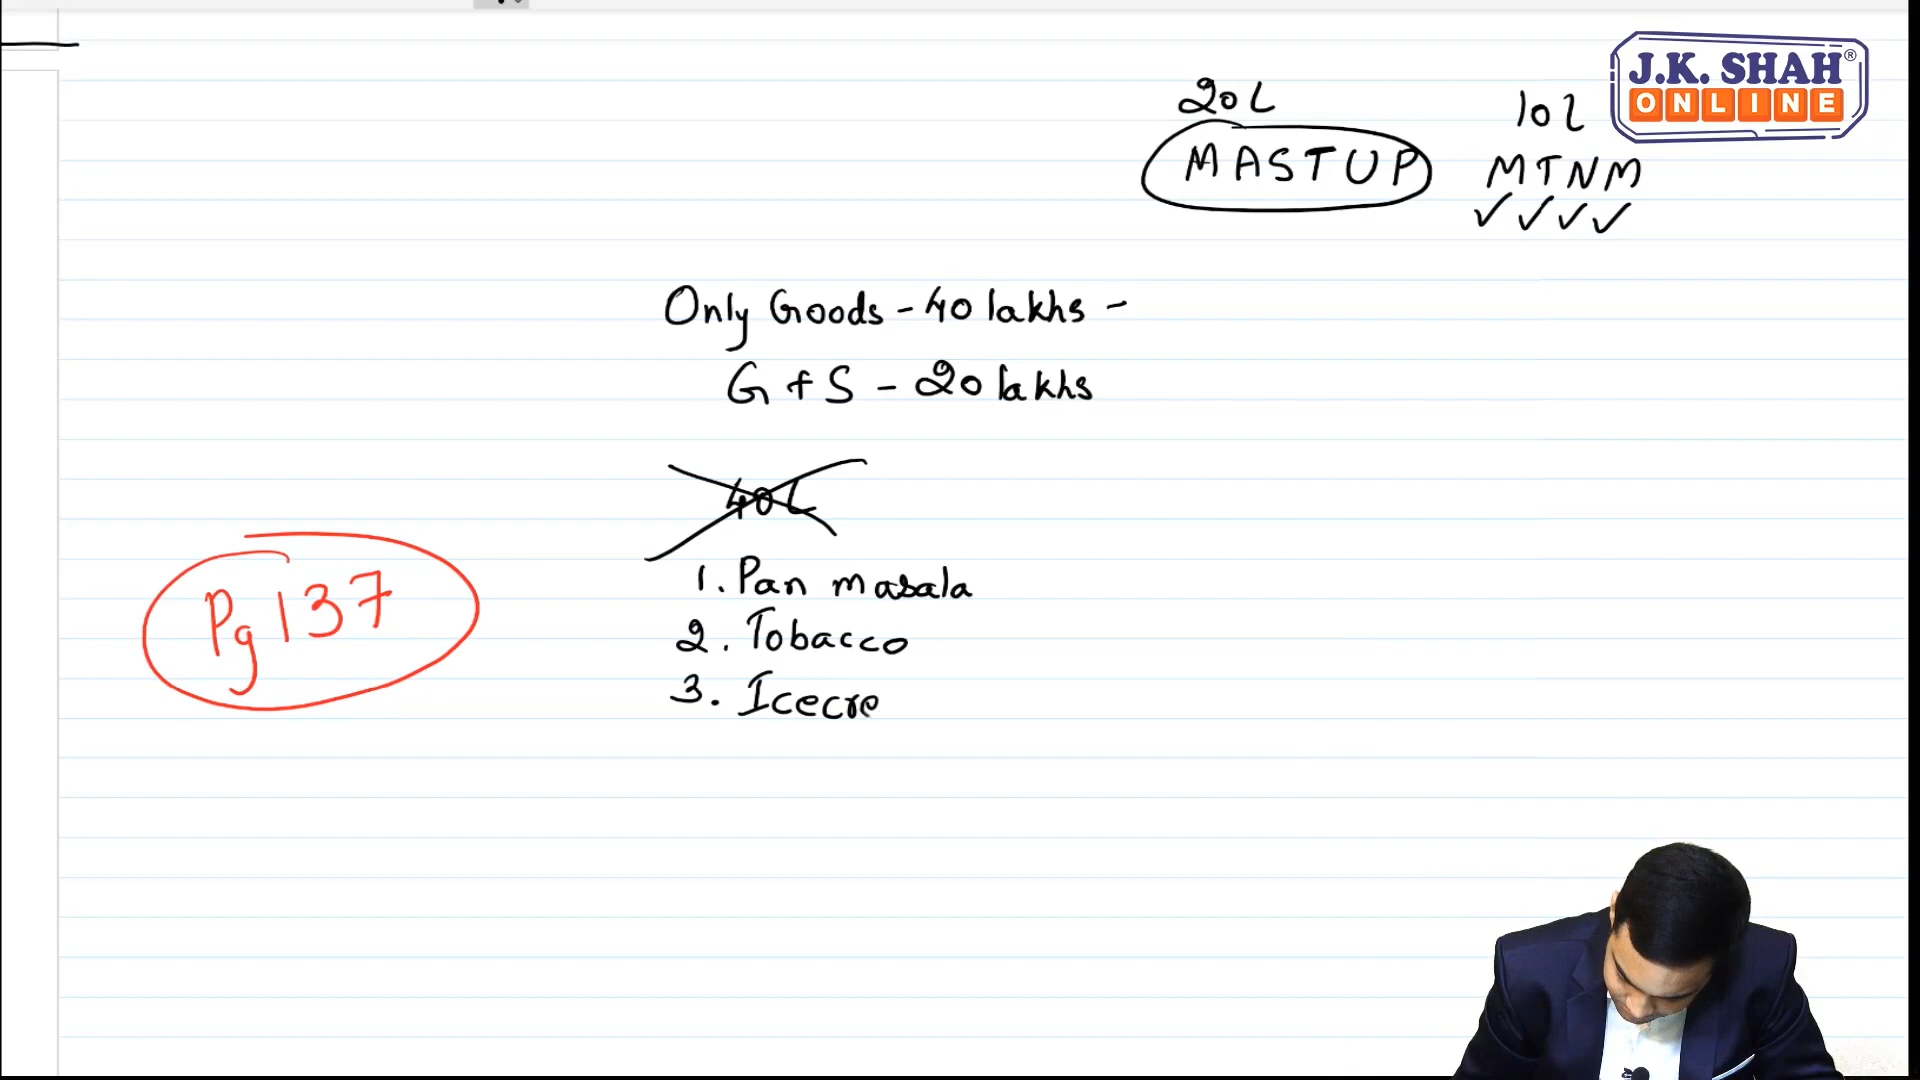 J.K. SHAH®
ONLINE
20L
MASTUP
10L
MTNM
Only Goods - 40 lakhs -
G + S - 20 lakhs
40L
1. Pan masala
2. Tobacco
3. Icecre
Pg 137